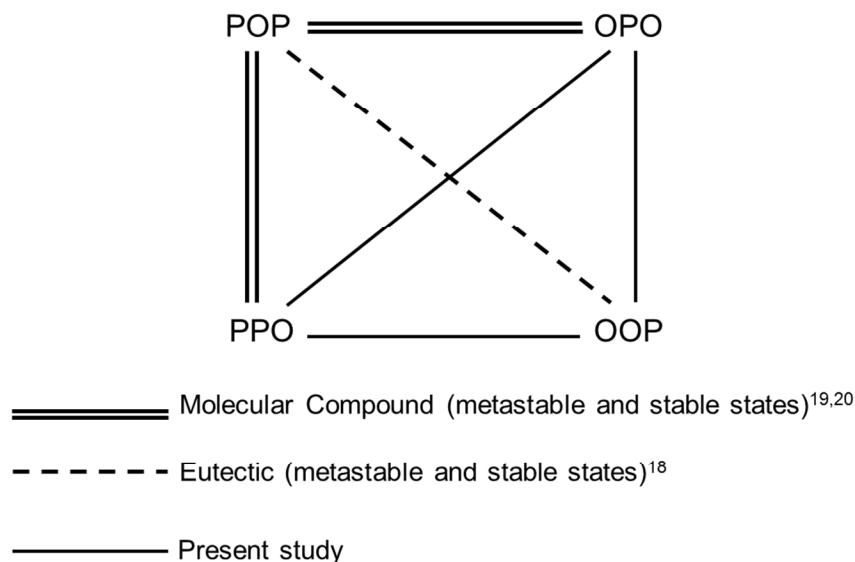 POP OPO
PPO OOP
Molecular Compound (metastable and stable states)19,20
Eutectic (metastable and stable states)18
Present study